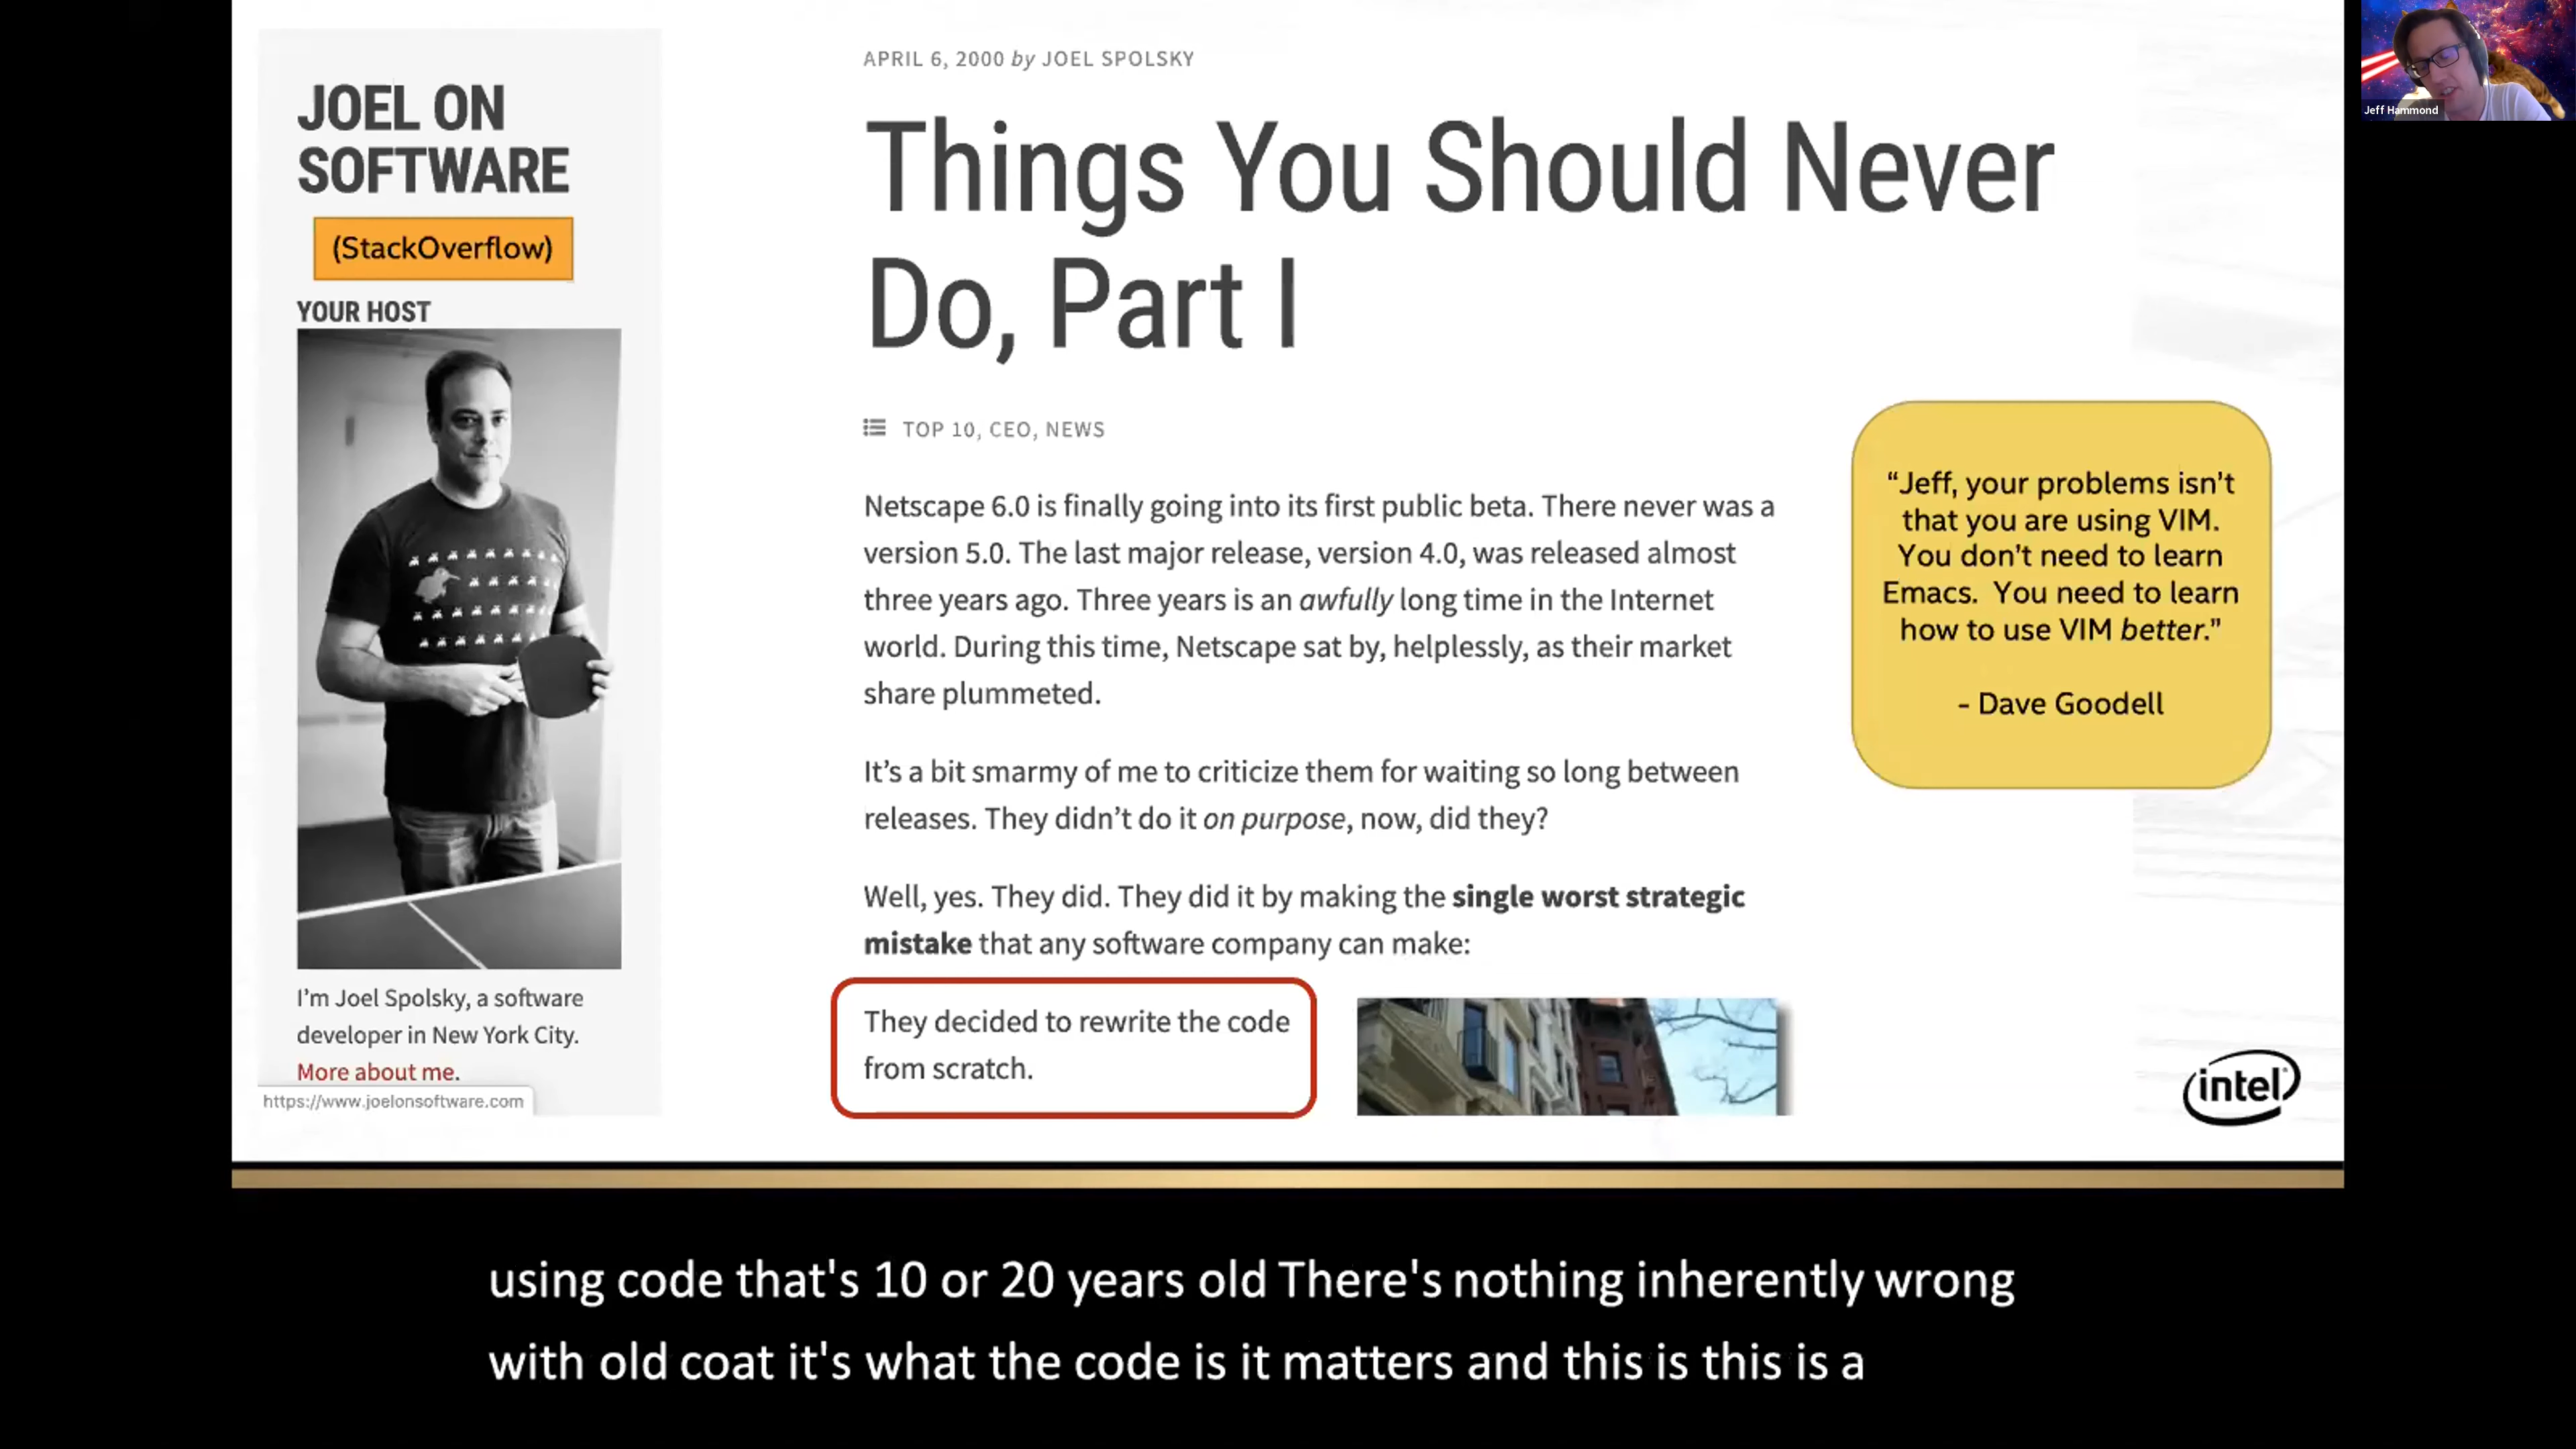 JOEL ON
SOFTWARE
(StackOverflow)
YOUR HOST
I'm Joel Spolsky, a software
developer in New York City.
More about me.
https://www.joelonsoftware.com
APRIL 6, 2000 by JOEL SPOLSKY
Things You Should Never
Do, Part I
TOP 10, CEO, NEWS
Netscape 6.0 is finally going into its first public beta. There never was a
version 5.0. The last major release, version 4.0, was released almost
three years ago. Three years is an awfully long time in the Internet
world. During this time, Netscape sat by, helplessly, as their market
share plummeted.
It's a bit smarmy of me to criticize them for waiting so long between
releases. They didn't do it on purpose, now, did they?
Well, yes. They did. They did it by making the single worst strategic
mistake that any software company can make:
They decided to rewrite the code
from scratch.
“Jeff, your problems isn't
that you are using VIM.
You don't need to learn
Emacs.  You need to learn
how to use VIM better.”
- Dave Goodell
intel
Jeff Hammond
using code that's 10 or 20 years old There's nothing inherently wrong
with old coat it's what the code is it matters and this is this is a